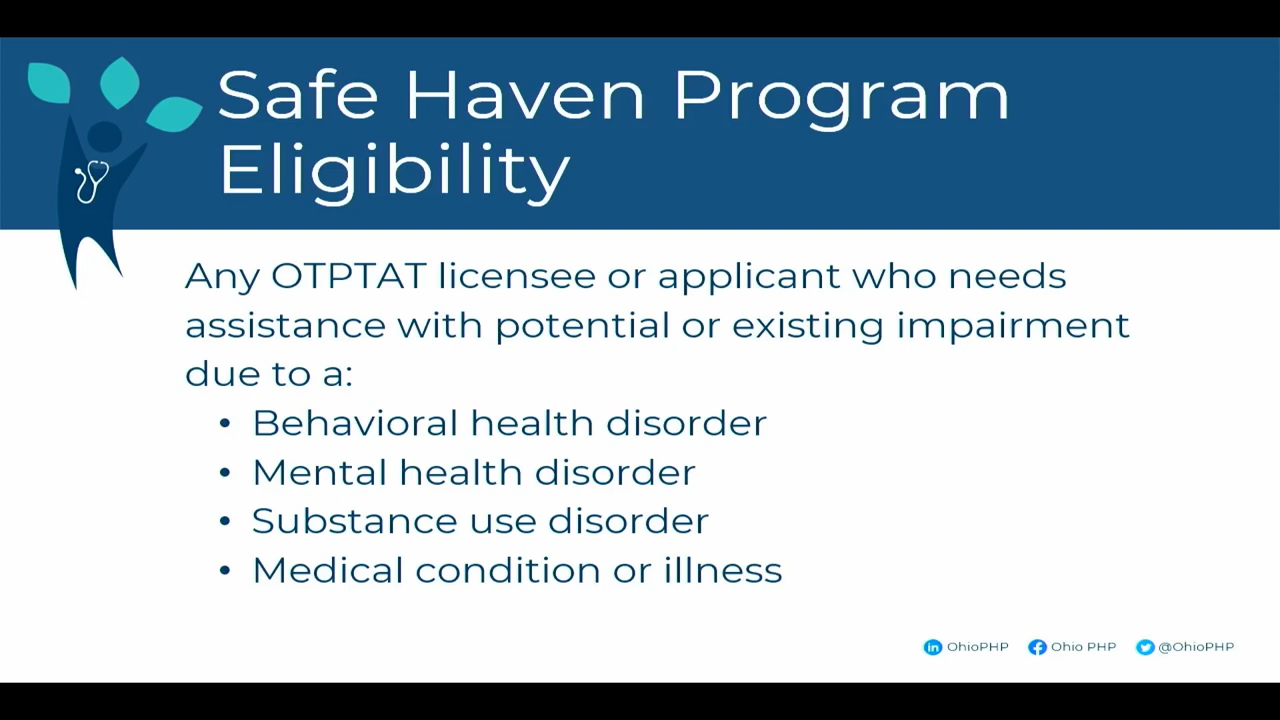 Safe Haven Program
Eligibility
Any OTPTAT licensee or applicant who needs
assistance with potential or existing impairment
due to a:
• Behavioral health disorder
• Mental health disorder
• Substance use disorder
• Medical condition or illness
in OhioPHP f Ohio PHP @OhioPHP